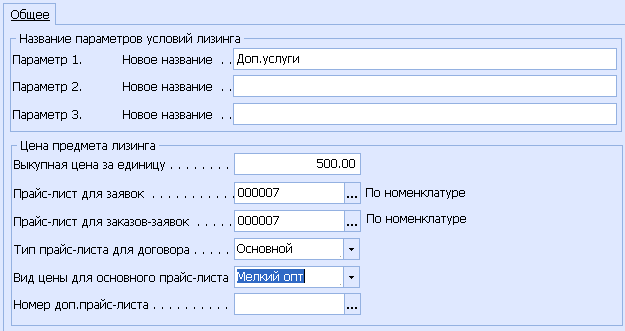 Общее
Название параметров условий лизинга
Параметр 1. Новое название . . Доп.услуги
Параметр 2. Новое название . .
Параметр 3. Новое название . .
Цена предмета лизинга
Выкупная цена за единицу . . . . . . . . 500.00
Прайс-лист для заявок . . . . . . . . . . . 000007 ... По номенклатуре
Прайс-лист для заказов-заявок . . . . . 000007 ... По номенклатуре
Тип прайс-листа для договора . . . . . Основной
Вид цены для основного прайс-листа Мелкий опт
Номер доп.прайс-листа . . . . . . . . . . ...